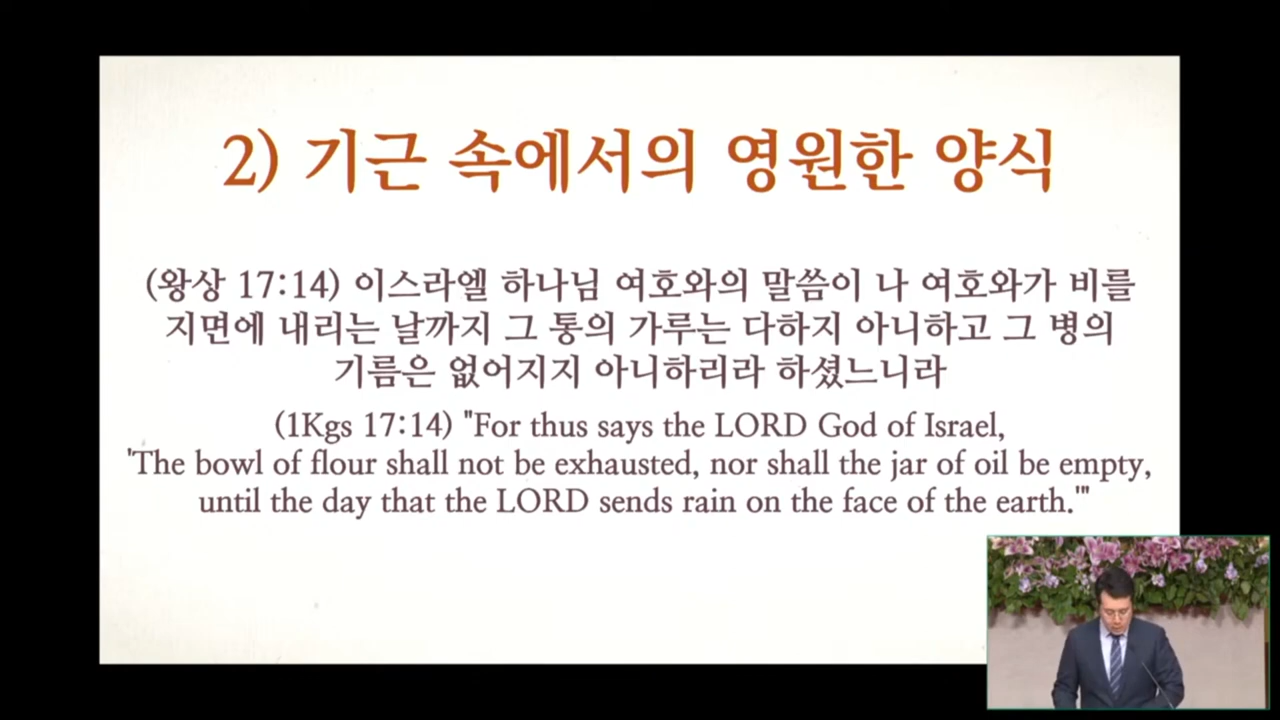 2) 기근 속에서의 영원한 양식
(왕상 17:14) 이스라엘 하나님 여호와의 말씀이 나 여호와가 비를
지면에 내리는 날까지 그 통의 가루는 다하지 아니하고 그 병의
기름은 없어지지 아니하리라 하셨느니라
(1Kgs 17:14) "For thus says the LORD God of Israel,
'The bowl of flour shall not be exhausted, nor shall the jar of oil be empty,
until the day that the LORD sends rain on the face of the earth.'"